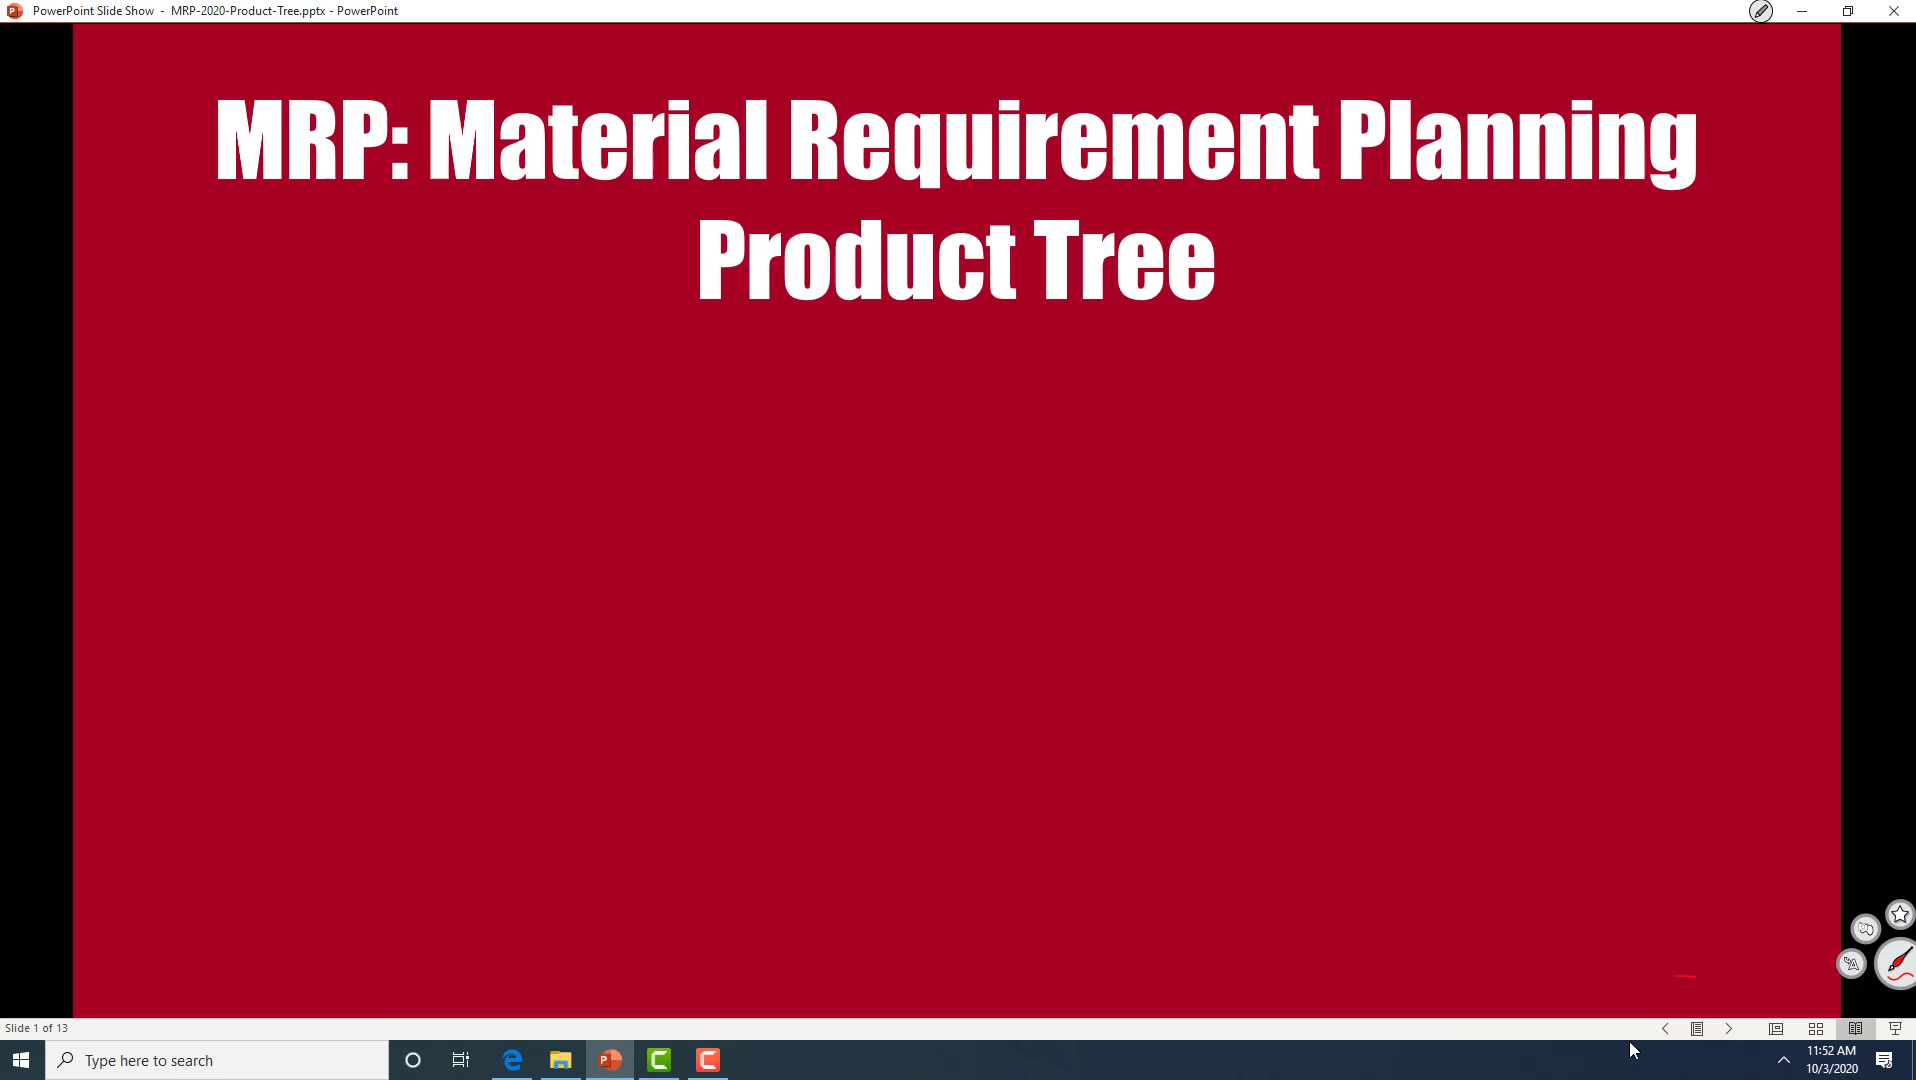 PowerPoint Slide Show - MRP-2020-Product-Tree.pptx - PowerPoint
MRP: Material Requirement Planning
Product Tree
Slide 1 of 13
Type here to search
11:52 AM
10/3/2020